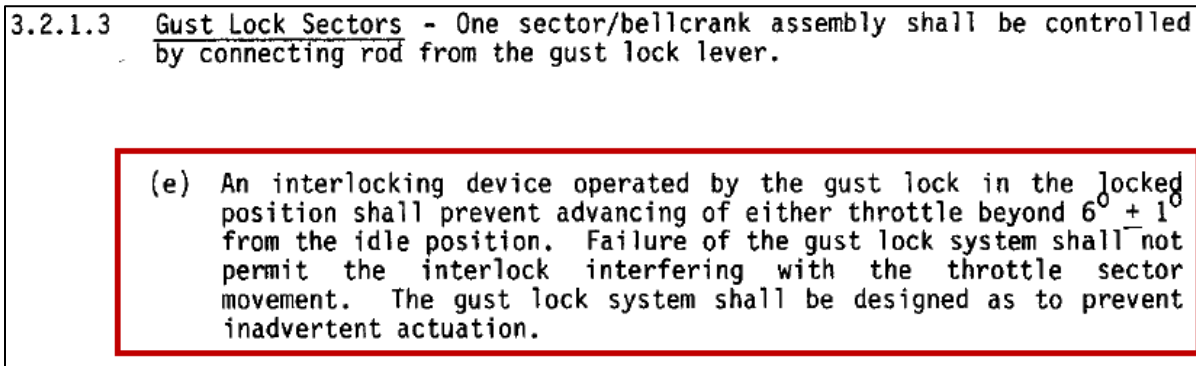 3.2.1.3 Gust Lock Sectors - One sector/bellcrank assembly shall be controlled
by connecting rod from the gust lock lever.
(e) An interlocking device operated by the gust lock in the locked
position shall prevent advancing of either throttle beyond 6° ± 1°
from the idle position. Failure of the gust lock system shall not
permit the interlock interfering with the throttle sector
movement. The gust lock system shall be designed as to prevent
inadvertent actuation.